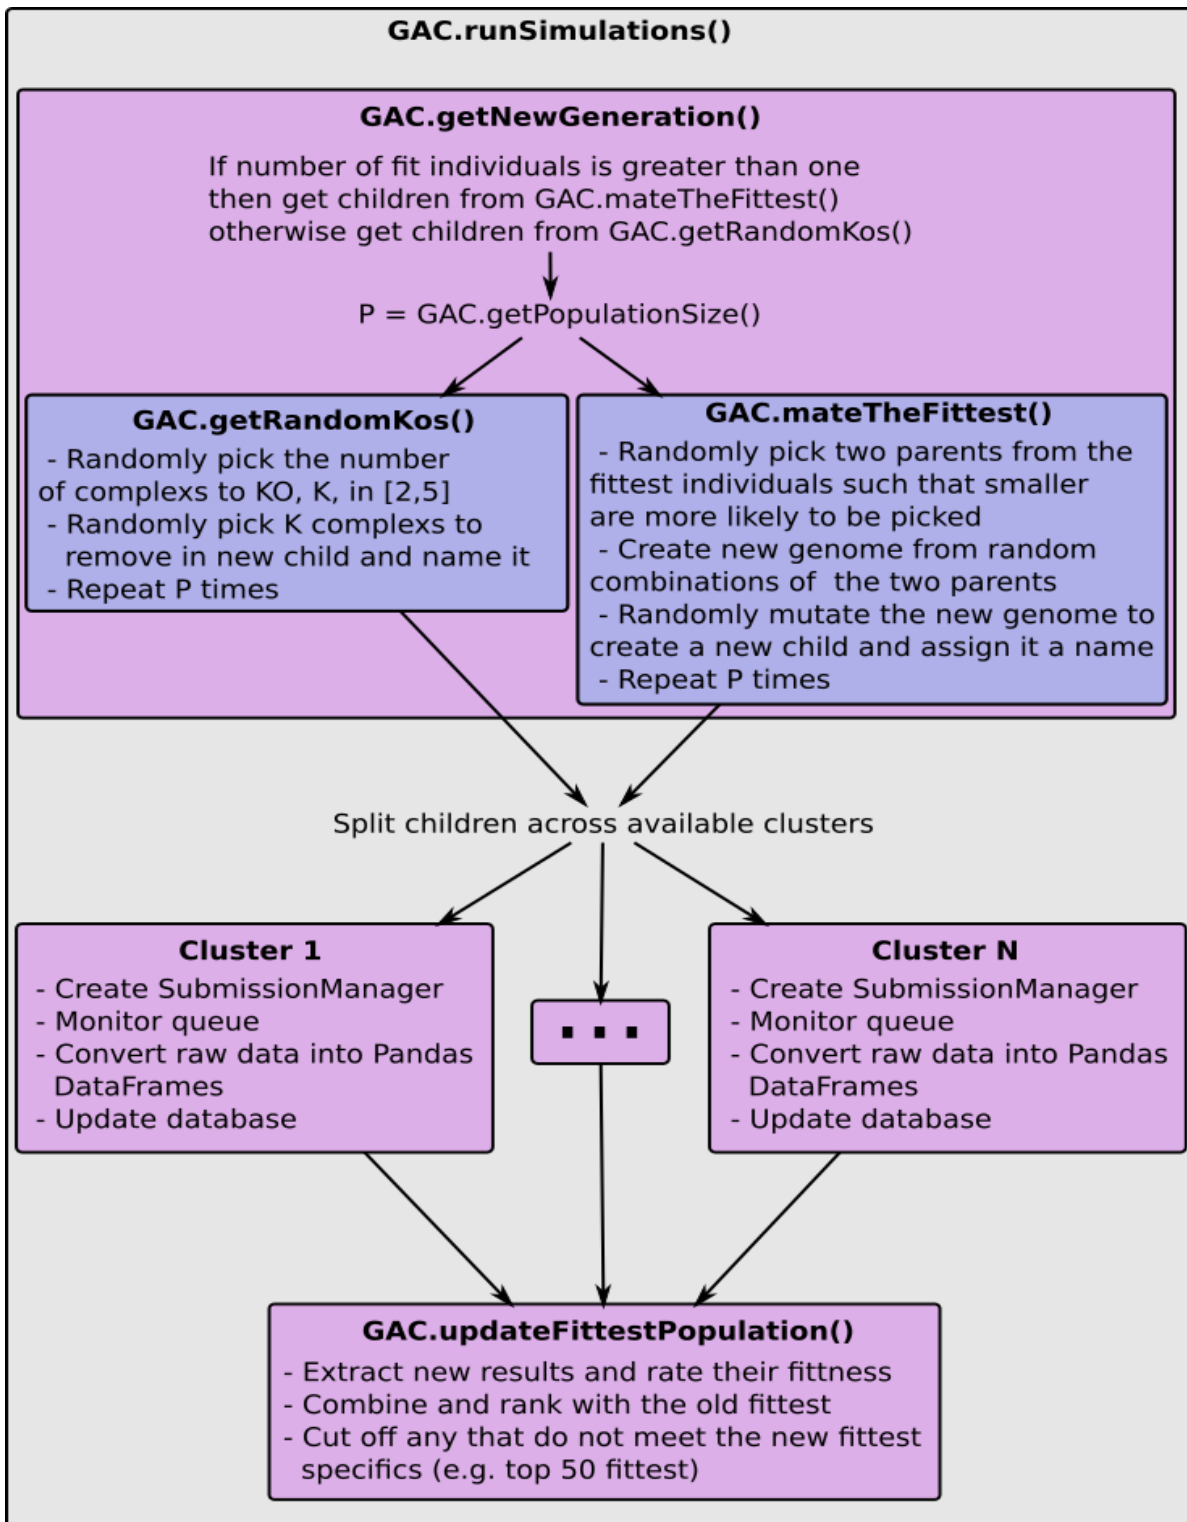 GAC.runSimulations()
GAC.getNewGeneration()
If number of fit individuals is greater than one
then get children from GAC.mateTheFittest()
otherwise get children from GAC.getRandomKos()
P = GAC.getPopulationSize()
GAC.getRandomKos()
- Randomly pick the number
of complexs to KO, K, in [2,5]
- Randomly pick K complexs to
remove in new child and name it
- Repeat P times
GAC.mateTheFittest()
- Randomly pick two parents from the
fittest individuals such that smaller
are more likely to be picked
- Create new genome from random
combinations of the two parents
- Randomly mutate the new genome to
create a new child and assign it a name
- Repeat P times
Split children across available clusters
Cluster 1
- Create SubmissionManager
- Monitor queue
- Convert raw data into Pandas
DataFrames
- Update database
...
Cluster N
- Create SubmissionManager
- Monitor queue
- Convert raw data into Pandas
DataFrames
- Update database
GAC.updateFittestPopulation()
- Extract new results and rate their fittness
- Combine and rank with the old fittest
- Cut off any that do not meet the new fittest
specifics (e.g. top 50 fittest)